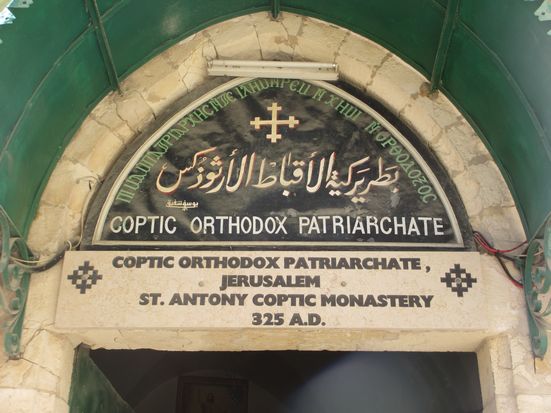 بطريركية الأقباط الأرثوذكس
COPTIC ORTHODOX PATRIARCHATE
COPTIC ORTHODOX PATRIARCHATE,
JERUSALEM
ST. ANTONY COPTIC MONASTERY
325 A.D.